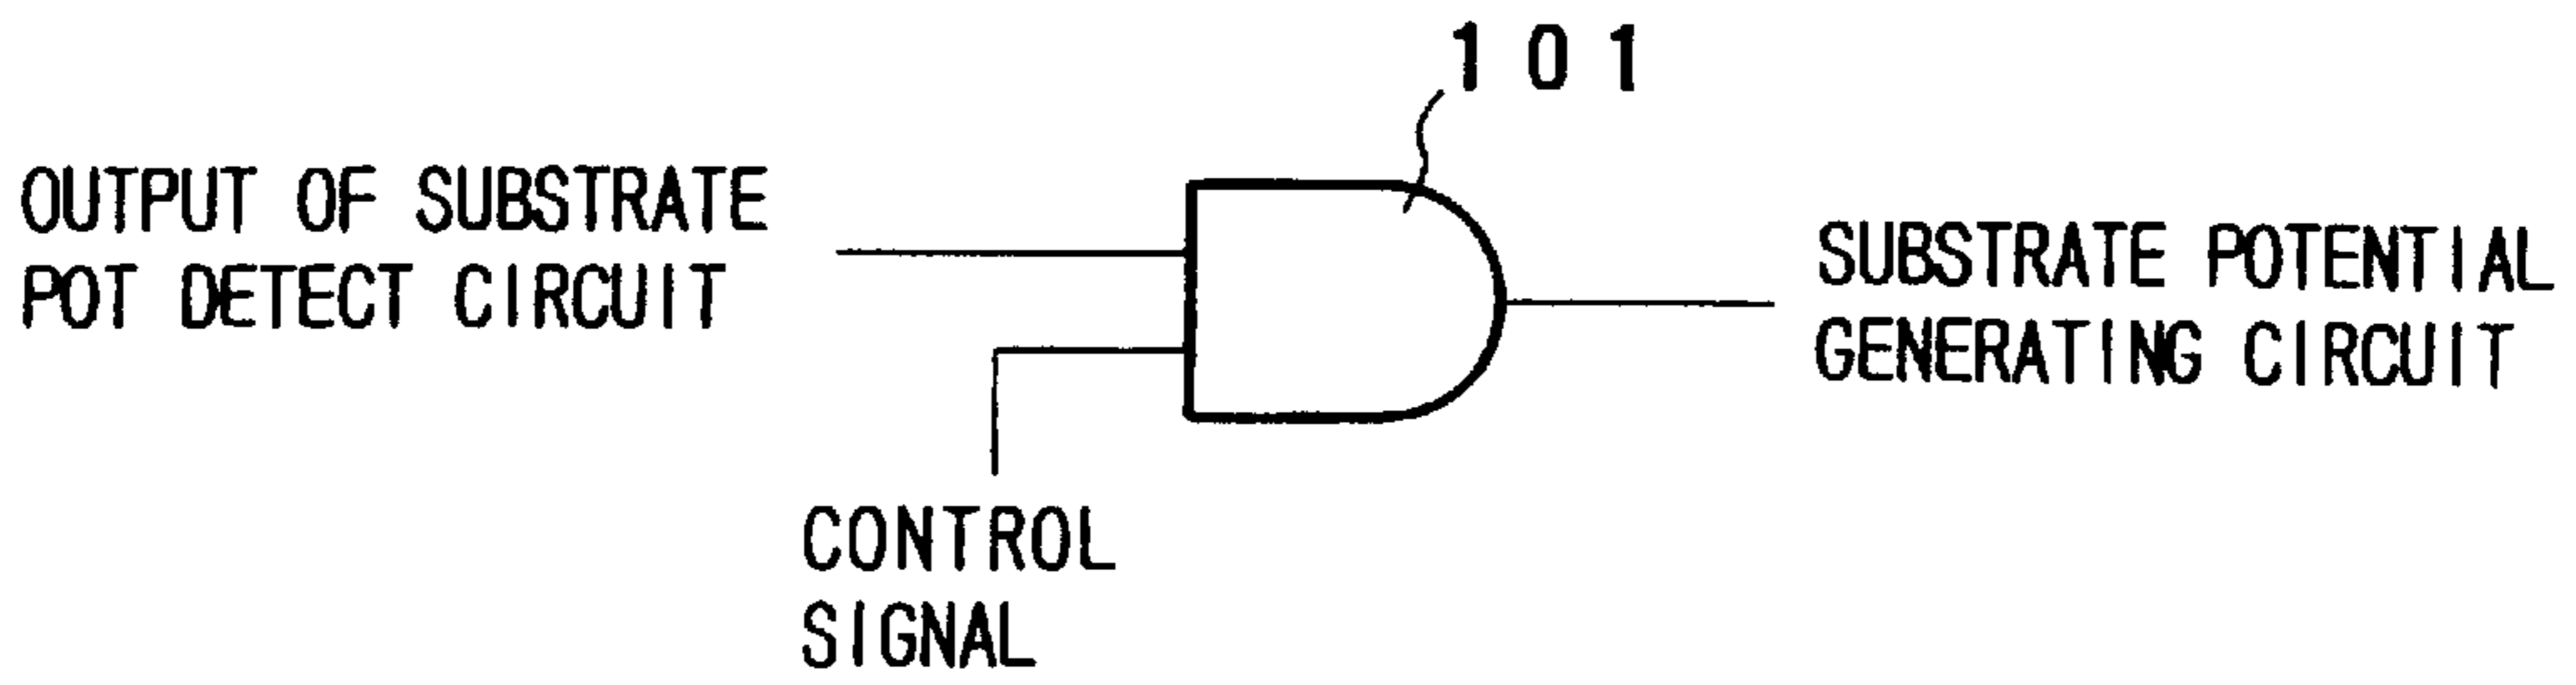 101
OUTPUT OF SUBSTRATE
POT DETECT CIRCUIT
SUBSTRATE POTENTIAL
GENERATING CIRCUIT
CONTROL
SIGNAL